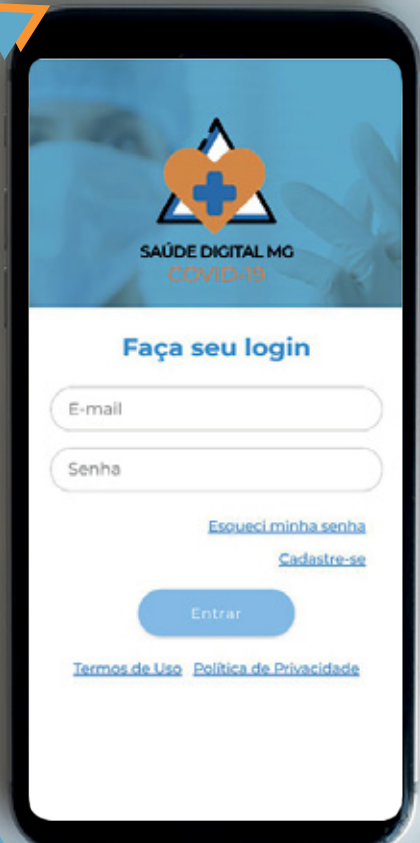 SAÚDE DIGITAL MG
COVID-19
Faça seu login
E-mail
Senha
Esqueci minha senha
Cadastre-se
Entrar
Termos de Uso Política de Privacidade